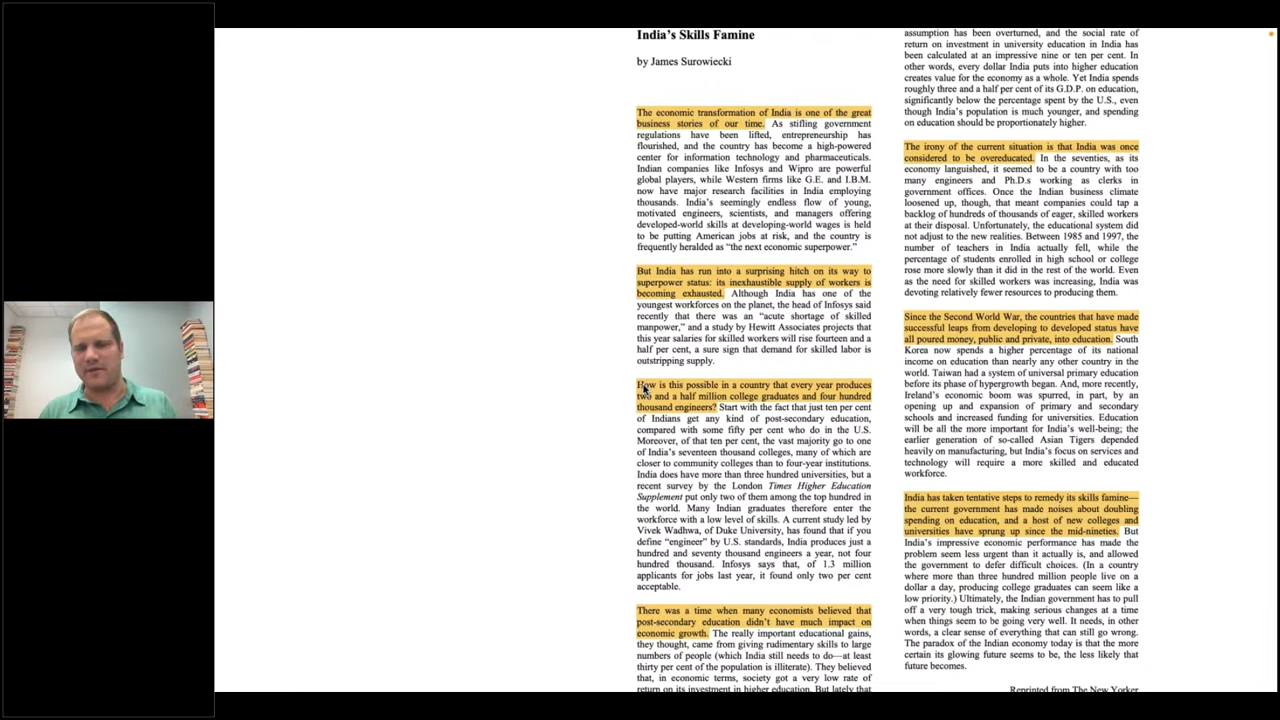 India's Skills Famine
by James Surowiecki
The economic transformation of India is one of the great
business stories of our time. As stifling government
regulations have been lifted, entrepreneurship has
flourished, and the country has become a high-powered
center for information technology and pharmaceuticals.
Indian companies like Infosys and Wipro are powerful
global players, while Western firms like G.E. and I.B.M.
now have major research facilities in India employing
thousands. India's seemingly endless flow of young,
motivated engineers, scientists, and managers offering
developed-world skills at developing-world wages is held
to be putting American jobs at risk, and the country is
frequently heralded as "the next economic superpower."
But India has run into a surprising hitch on its way to
superpower status: its inexhaustible supply of workers is
becoming exhausted. Although India has one of the
youngest workforces on the planet, the head of Infosys said
recently that there was an "acute shortage of skilled
manpower," and a study by Hewitt Associates projects that
this year salaries for skilled workers will rise fourteen and a
half per cent, a sure sign that demand for skilled labor is
outstripping supply.
How is this possible in a country that every year produces
two and a half million college graduates and four hundred
thousand engineers? Start with the fact that just ten per cent
of Indians get any kind of post-secondary education,
compared with some fifty per cent who do in the U.S.
Moreover, of that ten per cent, the vast majority go to one
of India's seventeen thousand colleges, many of which are
closer to community colleges than to four-year institutions.
India does have more than three hundred universities, but a
recent survey by the London Times Higher Education
Supplement put only two of them among the top hundred in
the world. Many Indian graduates therefore enter the
workforce with a low level of skills. A current study led by
Vivek Wadhwa, of Duke University, has found that if you
define "engineer" by U.S. standards, India produces just a
hundred and seventy thousand engineers a year, not four
hundred thousand. Infosys says that, of 1.3 million
applicants for jobs last year, it found only two per cent
acceptable.
There was a time when many economists believed that
post-secondary education didn't have much impact on
economic growth. The really important educational gains,
they thought, came from giving rudimentary skills to large
numbers of people (which India still needs to do—at least
thirty per cent of the population is illiterate). They believed
that, in economic terms, society got a very low rate of
return on its investment in higher education. But lately that
assumption has been overturned, and the social rate of
return on investment in university education in India has
been calculated at an impressive nine or ten per cent. In
other words, every dollar India puts into higher education
creates value for the economy as a whole. Yet India spends
roughly three and a half per cent of its G.D.P. on education,
significantly below the percentage spent by the U.S., even
though India's population is much younger, and spending
on education should be proportionately higher.
The irony of the current situation is that India was once
considered to be overeducated. In the seventies, as its
economy languished, it seemed to be a country with too
many engineers and Ph.D.s working as clerks in
government offices. Once the Indian business climate
loosened up, though, that meant companies could tap a
backlog of hundreds of thousands of eager, skilled workers
at their disposal. Unfortunately, the educational system did
not adjust to the new realities. Between 1985 and 1997, the
number of teachers in India actually fell, while the
percentage of students enrolled in high school or college
rose more slowly than it did in the rest of the world. Even
as the need for skilled workers was increasing, India was
devoting relatively fewer resources to producing them.
Since the Second World War, the countries that have made
successful leaps from developing to developed status have
all poured money, public and private, into education. South
Korea now spends a higher percentage of its national
income on education than nearly any other country in the
world. Taiwan had a system of universal primary education
before its phase of hypergrowth began. And, more recently,
Ireland's economic boom was spurred, in part, by an
opening up and expansion of primary and secondary
schools and increased funding for universities. Education
will be all the more important for India's well-being; the
earlier generation of so-called Asian Tigers depended
heavily on manufacturing, but India's focus on services and
technology will require a more skilled and educated
workforce.
India has taken tentative steps to remedy its skills famine—
the current government has made noises about doubling
spending on education, and a host of new colleges and
universities have sprung up since the mid-nineties. But
India's impressive economic performance has made the
problem seem less urgent than it actually is, and allowed
the government to defer difficult choices. (In a country
where more than three hundred million people live on a
dollar a day, producing college graduates can seem like a
low priority.) Ultimately, the Indian government has to pull
off a very tough trick, making serious changes at a time
when things seem to be going very well. It needs, in other
words, a clear sense of everything that can still go wrong.
The paradox of the Indian economy today is that the more
certain its glowing future seems to be, the less likely that
future becomes.
Reprinted from The New Yorker